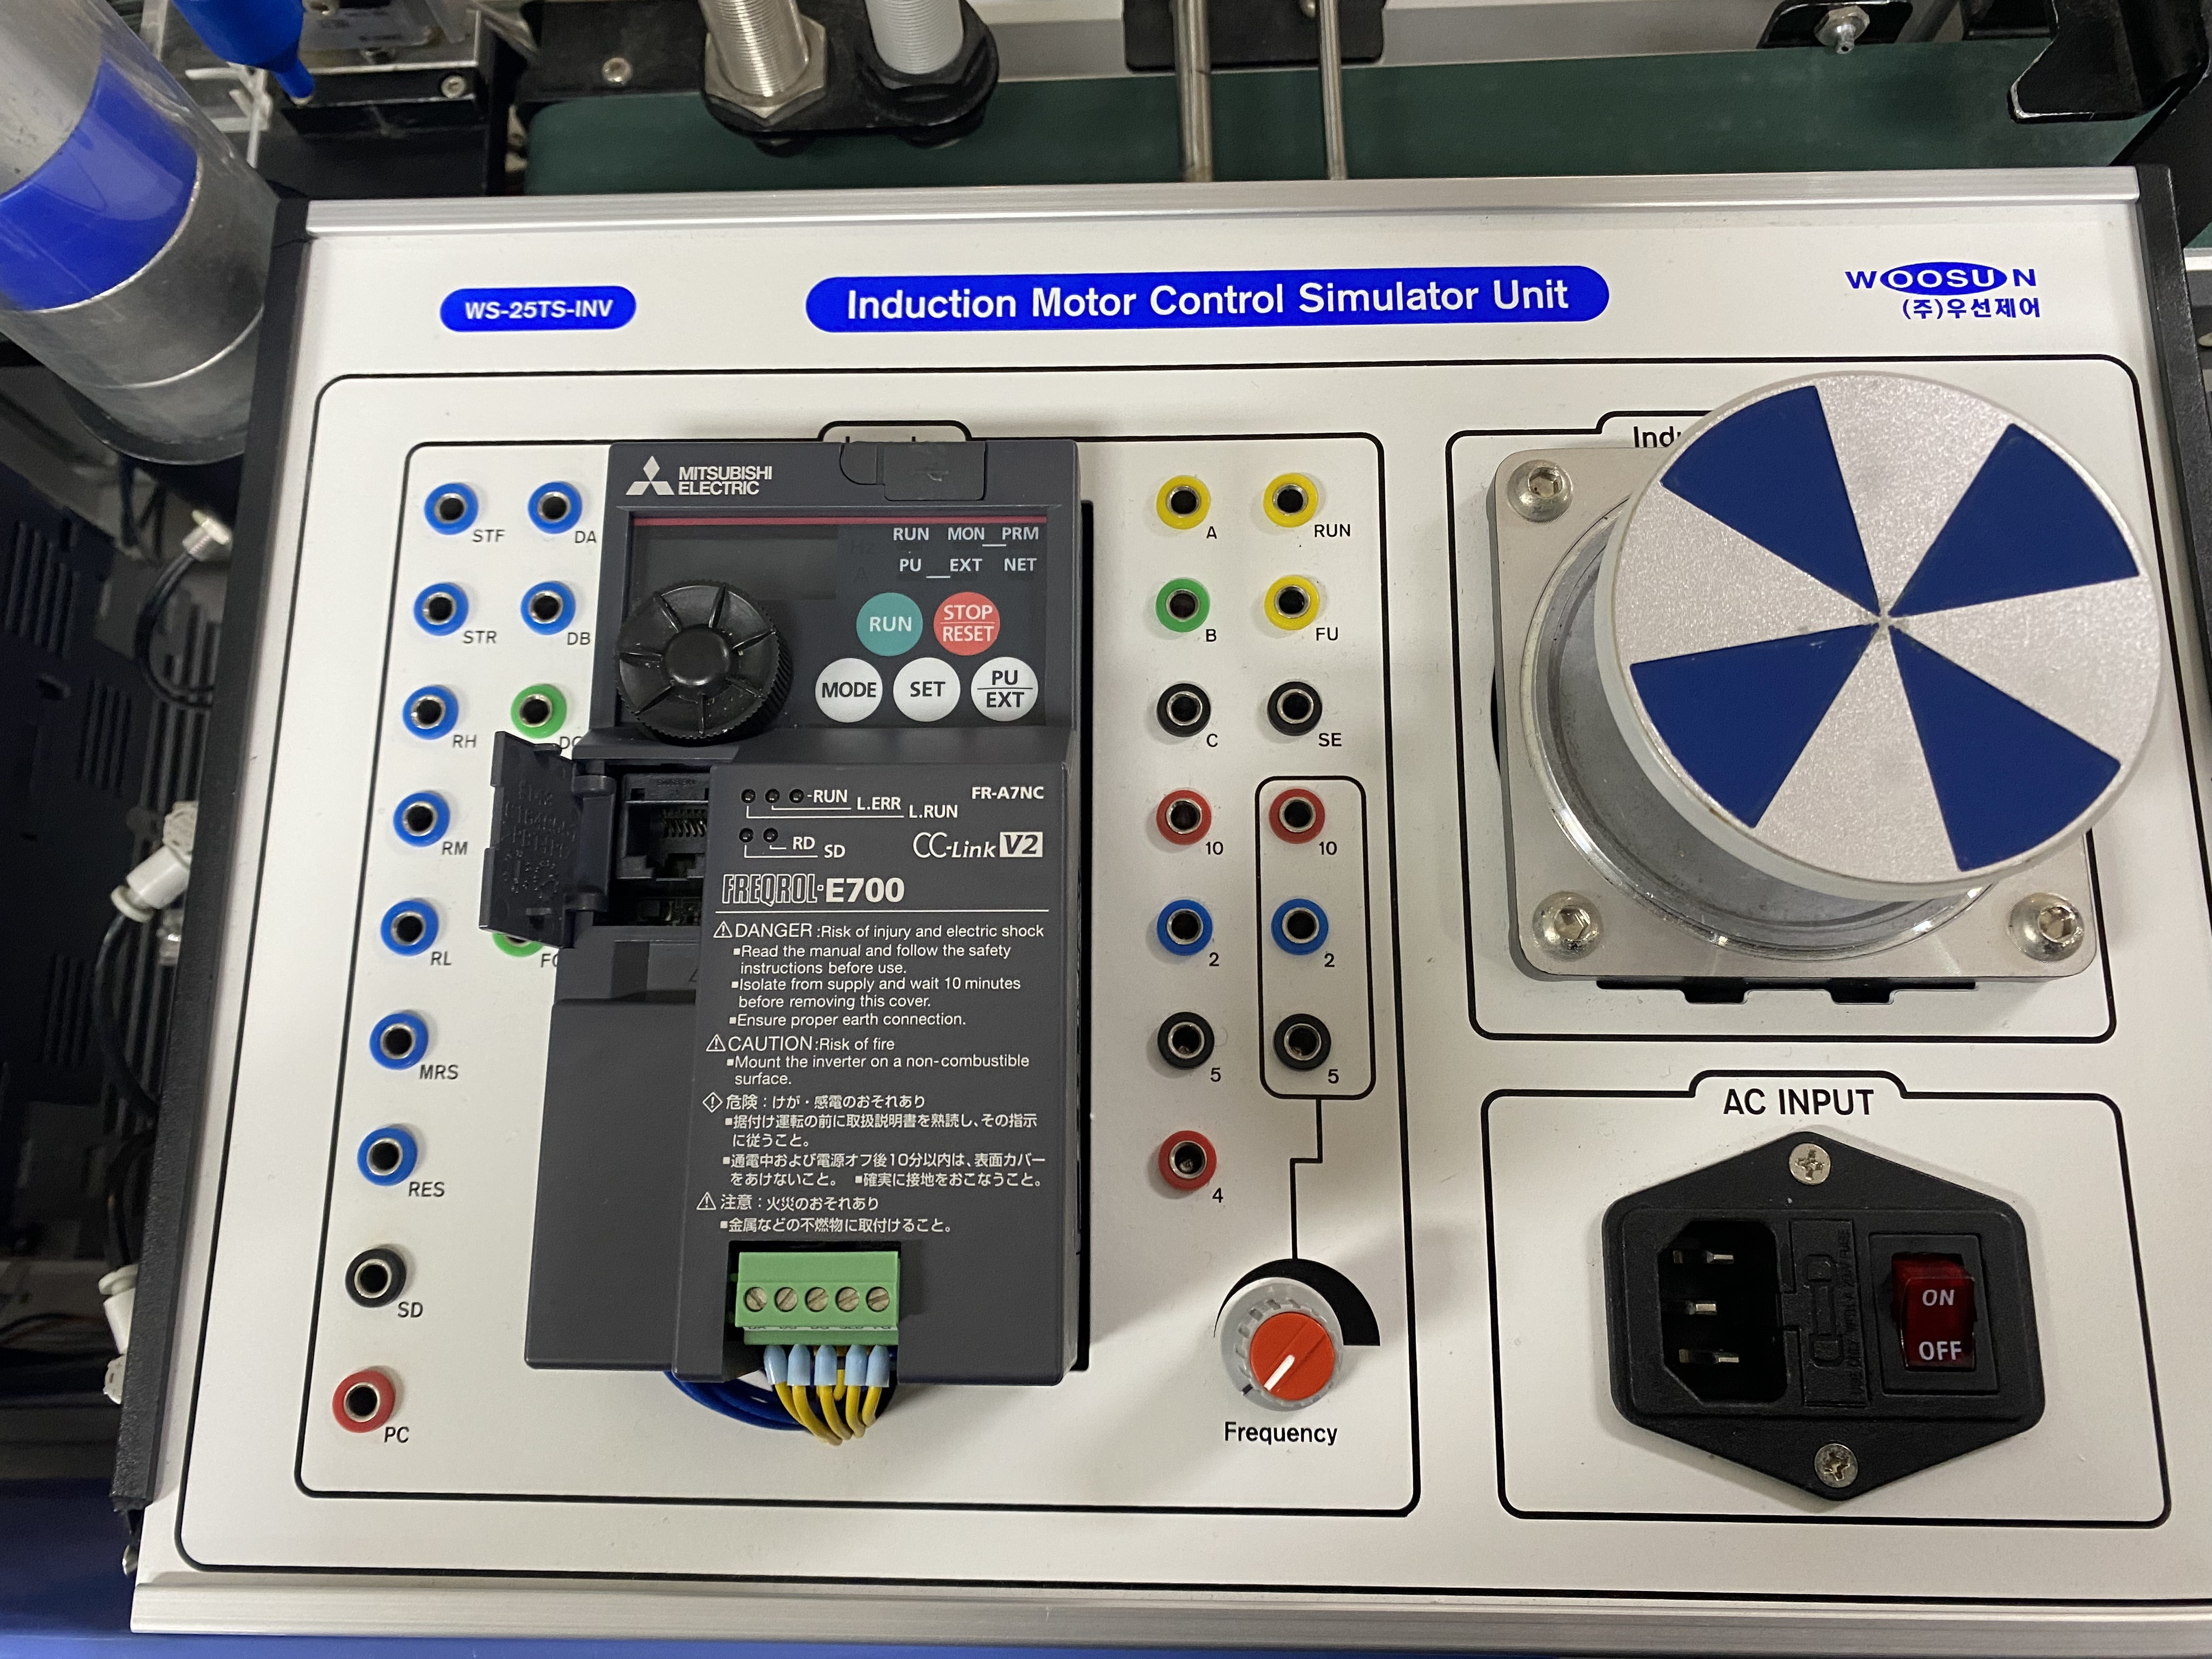 WS-25TS-INV
Induction Motor Control Simulator Unit
WOOSUN
(주)우선제어
STF
DA
STR
DB
RH
RM
RL
MRS
RES
SD
PC
MITSUBISHI
ELECTRIC
RUN MON PRM
PU EXT NET
RUN
STOP
RESET
MODE
SET
PU
EXT
RUN
L.ERR
L.RUN
FR-A7NC
RD
SD
CC-Link V2
FREQROL-E700
DANGER :Risk of injury and electric shock
■Read the manual and follow the safety
instructions before use.
■Isolate from supply and wait 10 minutes
before removing this cover.
■Ensure proper earth connection.
CAUTION :Risk of fire
■Mount the inverter on a non-combustible
surface.
危険：けが・感電のおそれあり
■据付け運転の前に取扱説明書を熟読し、その指示
に従うこと。
■通電中および電源オフ後10分以内は、表面カバー
をあけないこと。 ■確実に接地をおこなうこと。
注意：火災のおそれあり
■金属などの不燃物に取付けること。
A
RUN
B
FU
C
SE
10
10
2
2
5
5
4
Frequency
AC INPUT
ON
OFF